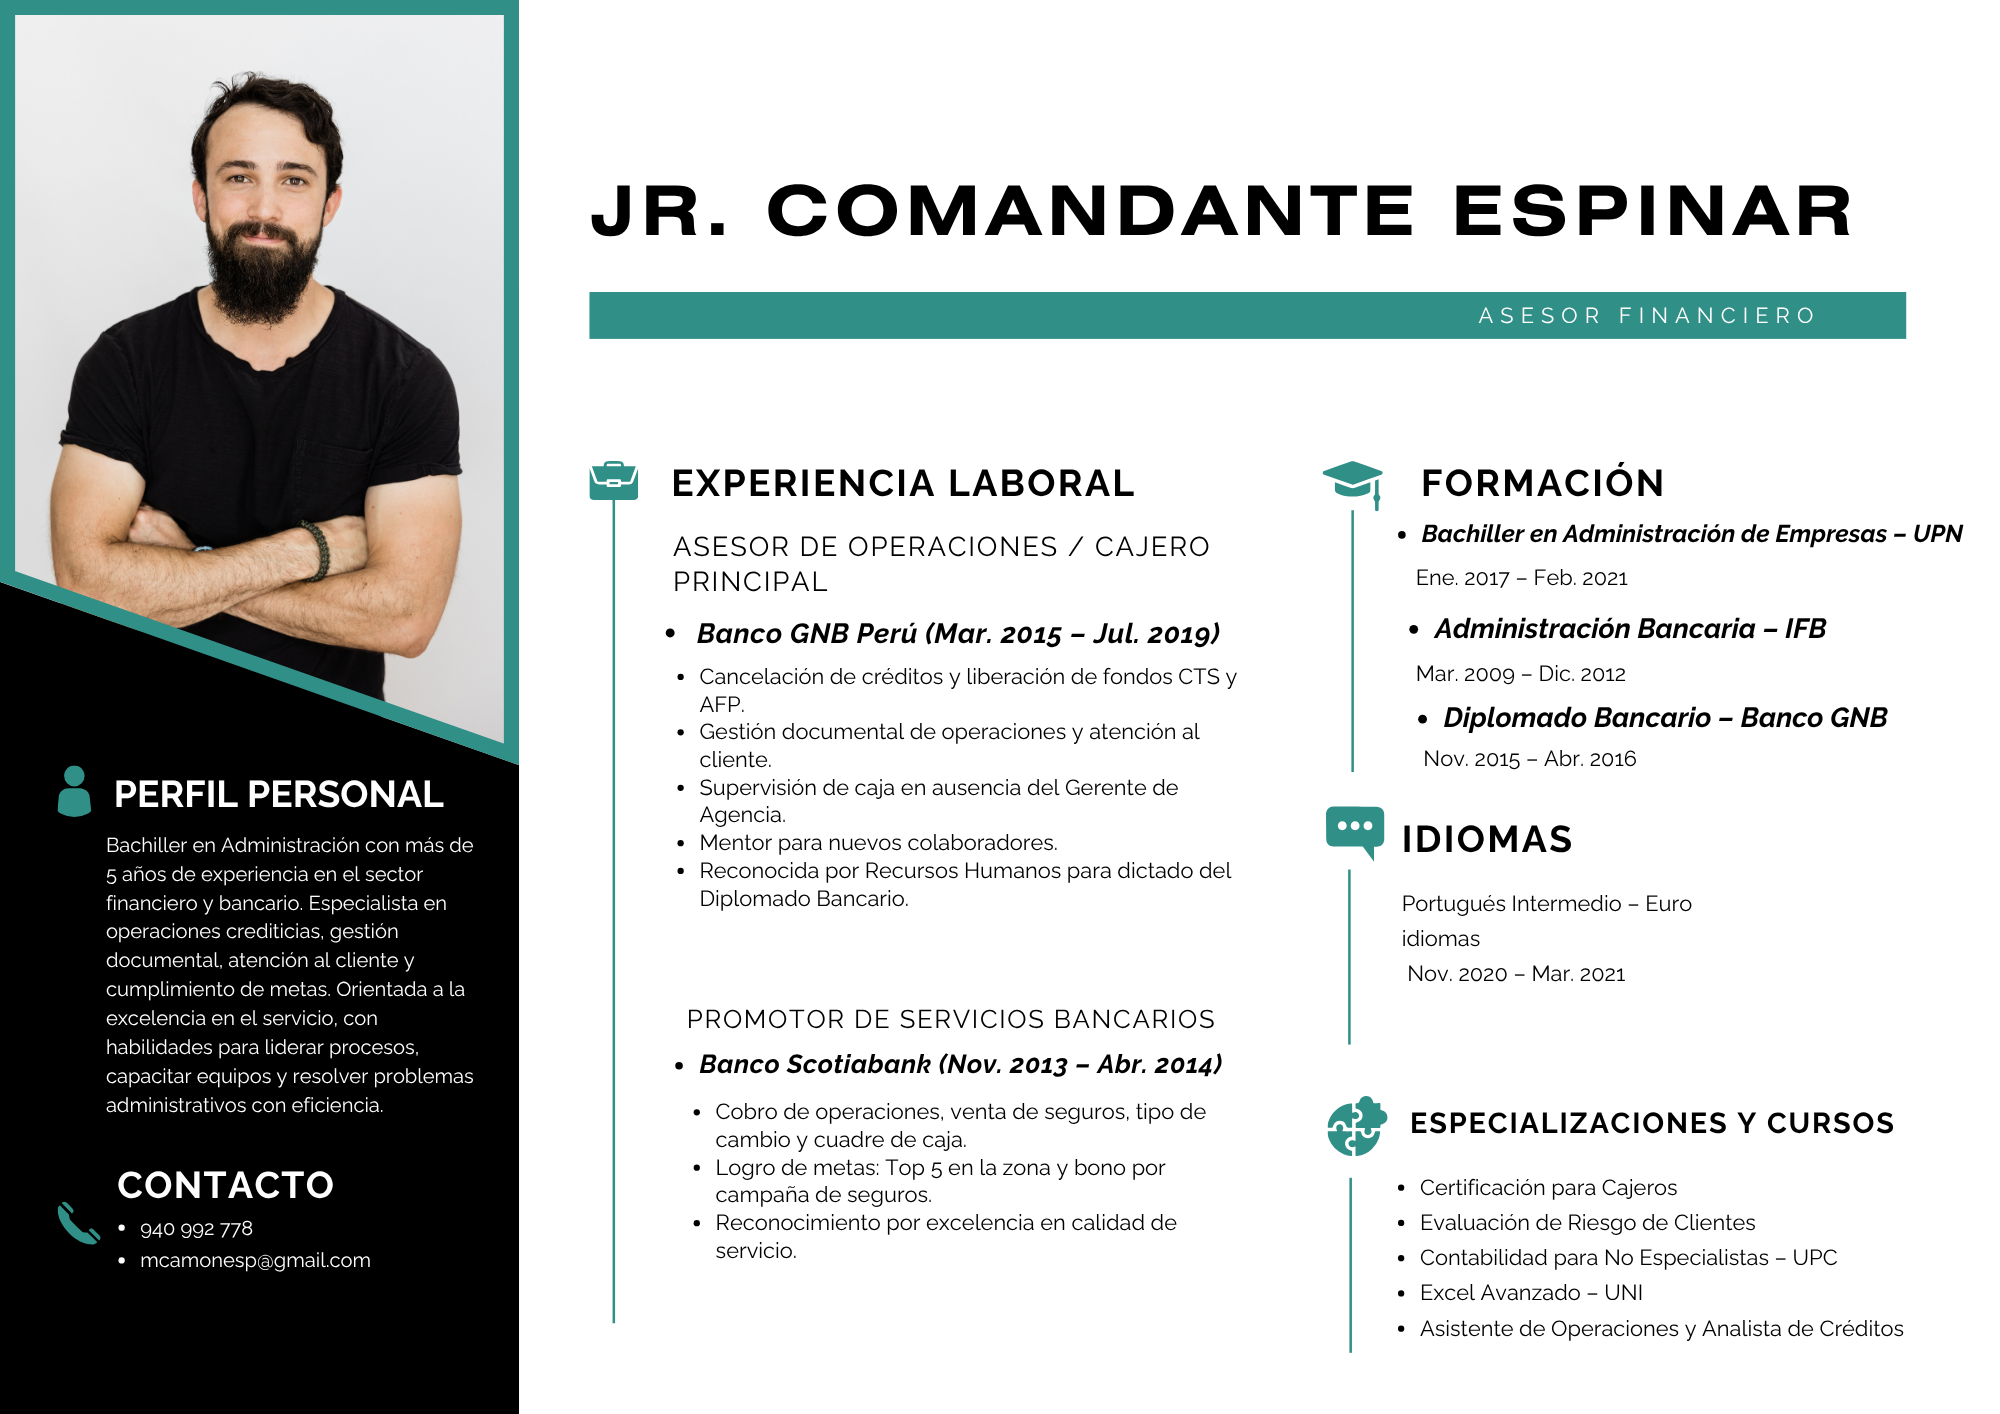 JR. COMANDANTE ESPINAR
ASESOR FINANCIERO
PERFIL PERSONAL
Bachiller en Administración con más de
5 años de experiencia en el sector
financiero y bancario. Especialista en
operaciones crediticias, gestión
documental, atención al cliente y
cumplimiento de metas. Orientada a la
excelencia en el servicio, con
habilidades para liderar procesos,
capacitar equipos y resolver problemas
administrativos con eficiencia.
CONTACTO
• 940 992 778
• mcamonesp@gmail.com
EXPERIENCIA LABORAL
ASESOR DE OPERACIONES / CAJERO
PRINCIPAL
• Banco GNB Perú (Mar. 2015 – Jul. 2019)
• Cancelación de créditos y liberación de fondos CTS y
AFP.
• Gestión documental de operaciones y atención al
cliente.
• Supervisión de caja en ausencia del Gerente de
Agencia.
• Mentor para nuevos colaboradores.
• Reconocida por Recursos Humanos para dictado del
Diplomado Bancario.
PROMOTOR DE SERVICIOS BANCARIOS
• Banco Scotiabank (Nov. 2013 – Abr. 2014)
• Cobro de operaciones, venta de seguros, tipo de
cambio y cuadre de caja.
• Logro de metas: Top 5 en la zona y bono por
campaña de seguros.
• Reconocimiento por excelencia en calidad de
servicio.
FORMACIÓN
• Bachiller en Administración de Empresas – UPN
Ene. 2017 – Feb. 2021
• Administración Bancaria – IFB
Mar. 2009 – Dic. 2012
• Diplomado Bancario – Banco GNB
Nov. 2015 – Abr. 2016
IDIOMAS
Portugués Intermedio – Euro
idiomas
Nov. 2020 – Mar. 2021
ESPECIALIZACIONES Y CURSOS
• Certificación para Cajeros
• Evaluación de Riesgo de Clientes
• Contabilidad para No Especialistas – UPC
• Excel Avanzado – UNI
• Asistente de Operaciones y Analista de Créditos